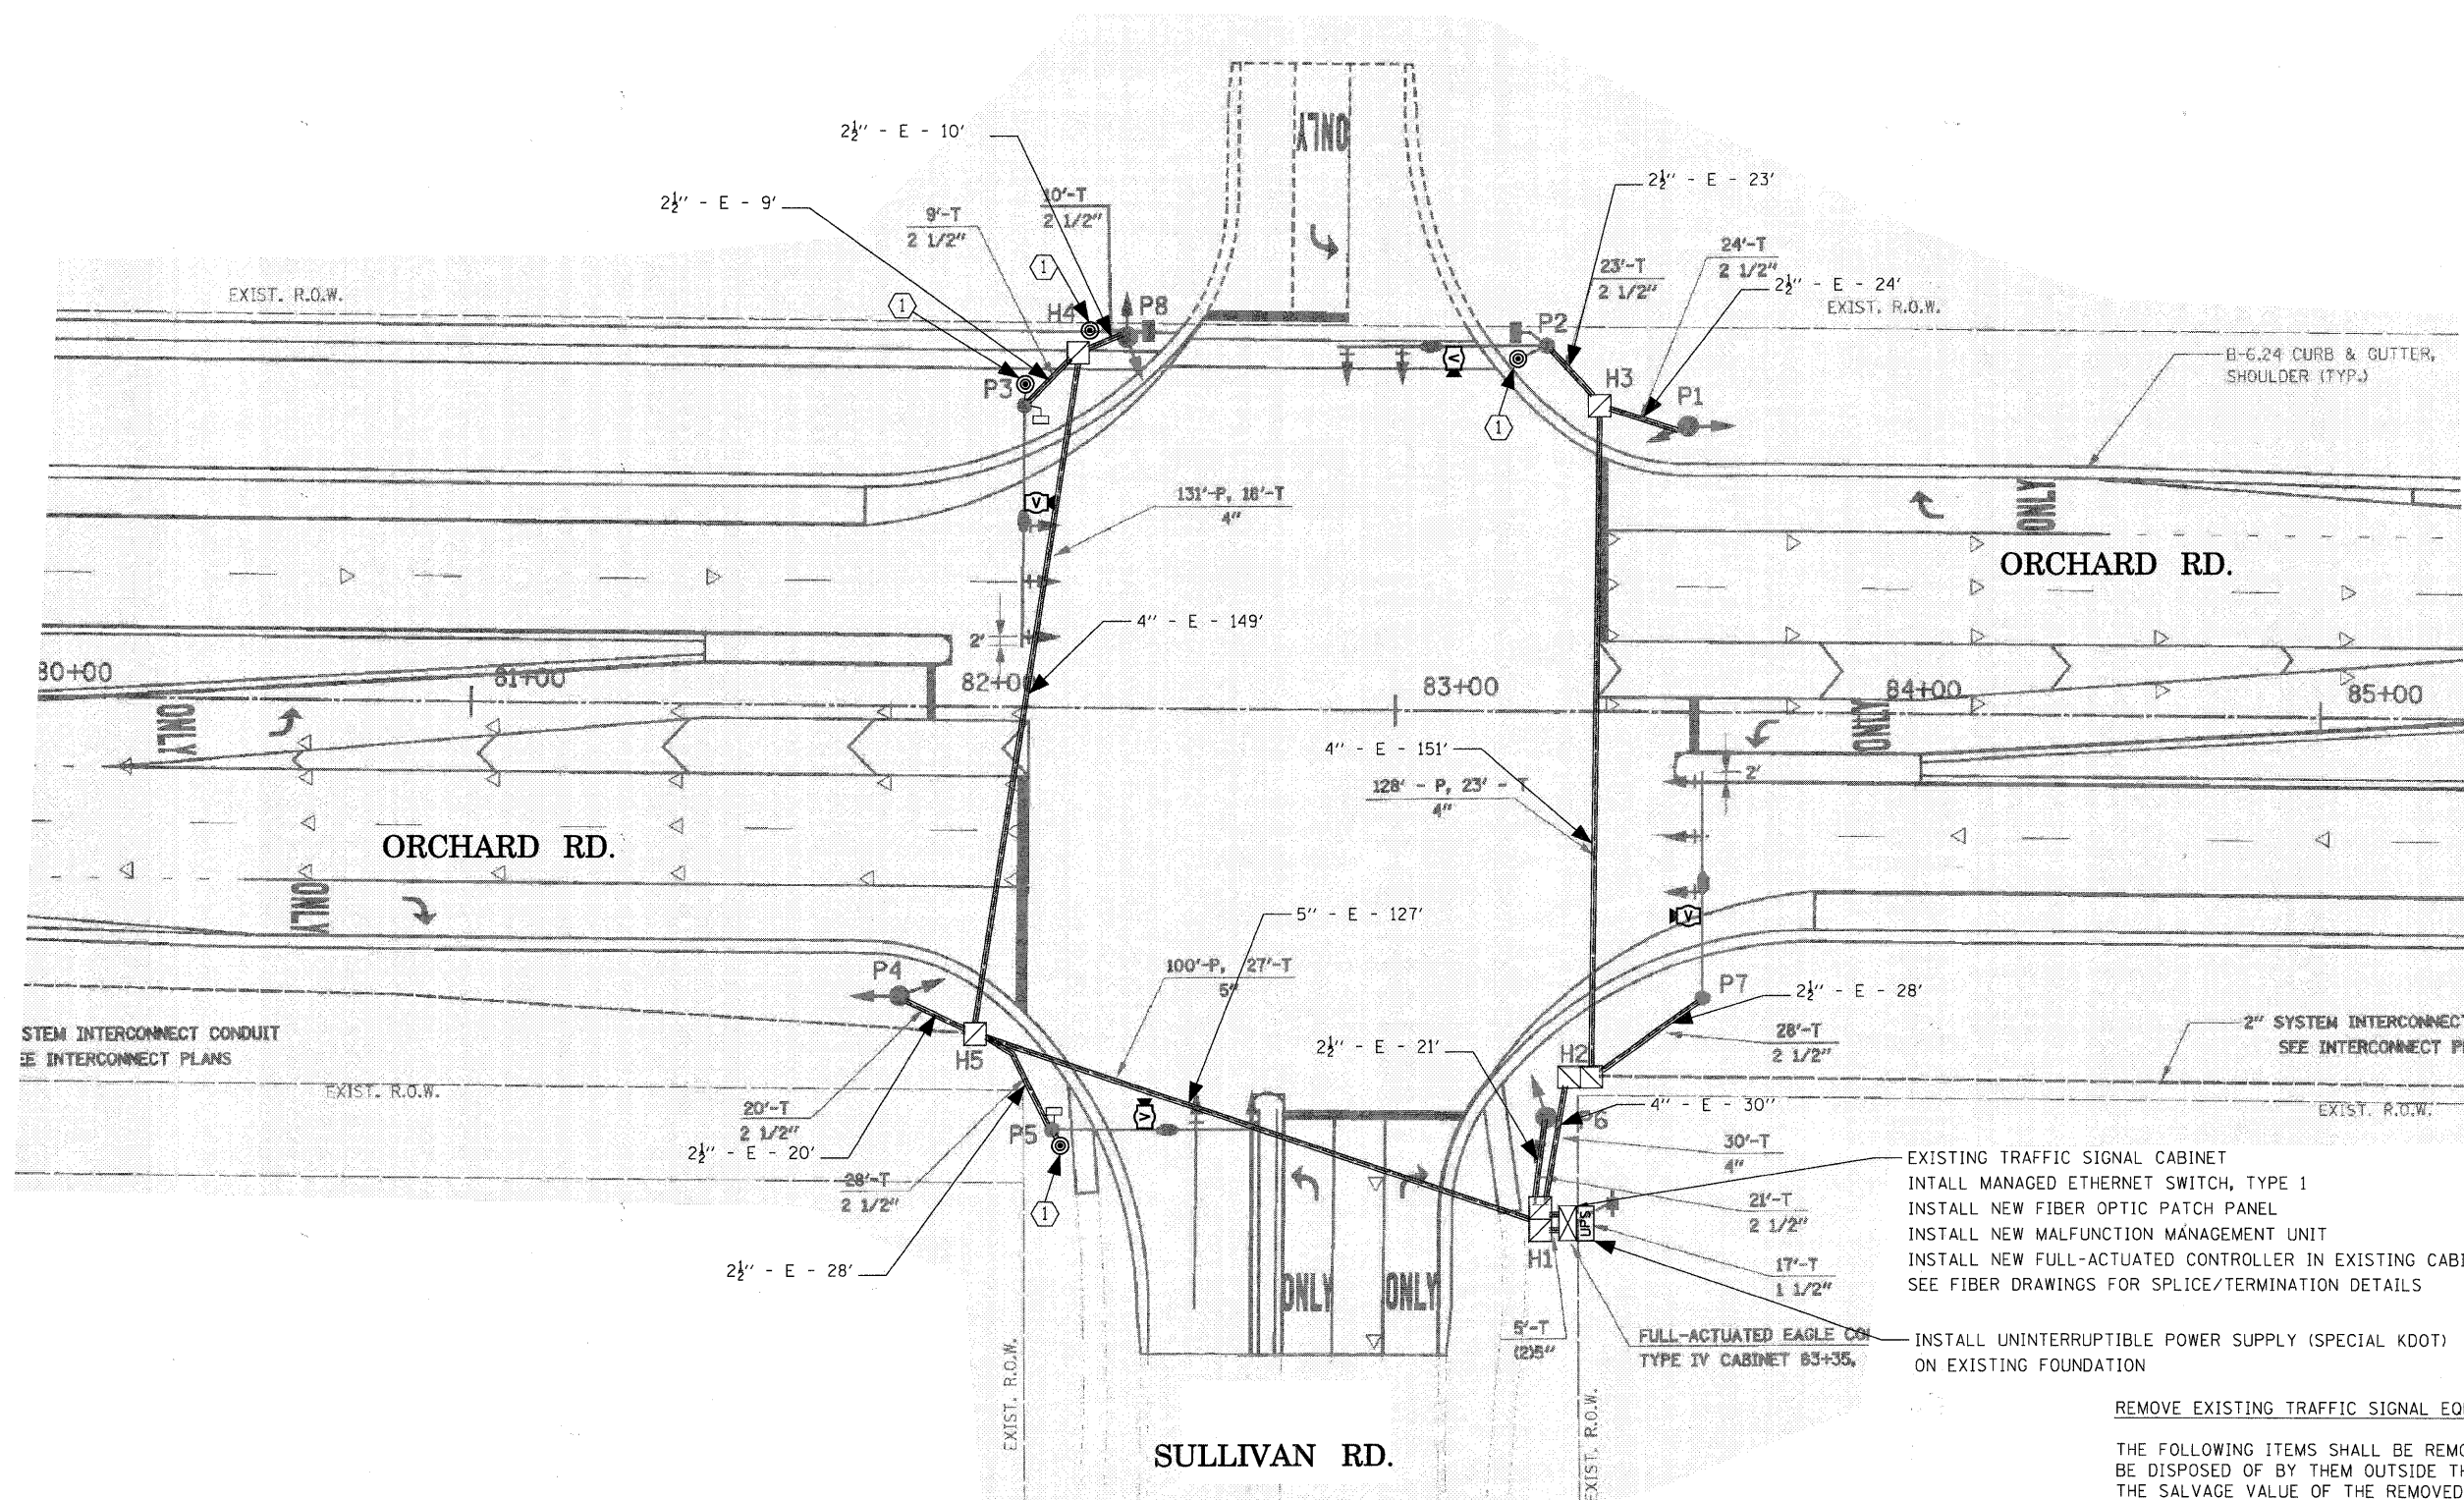 ONLY
2½" - E - 10'
2½" - E - 9'
9'-T
2 1/2"
10'-T
2 1/2"
2½" - E - 23'
24'-T
2 1/2"
23'-T
2 1/2"
2½" - E - 24'
EXIST. R.O.W.
EXIST. R.O.W.
1
1
H4
P8
P2
P3
H3
P1
1
B-6.24 CURB & GUTTER,
SHOULDER (TYP.)
V
V
131'-P, 18'-T
4"
ONLY
ORCHARD RD.
4" - E - 149'
2'
80+00
81+00
82+00
83+00
84+00
85+00
ONLY
ONLY
4" - E - 151'
128' - P, 23' - T
4"
2'
ORCHARD RD.
ONLY
5" - E - 127'
V
100'-P, 27'-T
5"
P4
P7
2½" - E - 28'
28'-T
2 1/2"
STEM INTERCONNECT CONDUIT
EE INTERCONNECT PLANS
2" SYSTEM INTERCONNECT
SEE INTERCONNECT P
H5
2½" - E - 21'
H2
EXIST. R.O.W.
EXIST. R.O.W.
20'-T
2 1/2"
V
P5
4" - E - 30"
P6
30'-T
4"
2½" - E - 20'
28'-T
2 1/2"
1
21'-T
2 1/2"
UPS
H1
2½" - E - 28'
17'-T
1 1/2"
ONLY
ONLY
5'-T
(2)5"
EXISTING TRAFFIC SIGNAL CABINET
INTALL MANAGED ETHERNET SWITCH, TYPE 1
INSTALL NEW FIBER OPTIC PATCH PANEL
INSTALL NEW MALFUNCTION MANAGEMENT UNIT
INSTALL NEW FULL-ACTUATED CONTROLLER IN EXISTING CABI
SEE FIBER DRAWINGS FOR SPLICE/TERMINATION DETAILS
FULL-ACTUATED EAGLE CO
TYPE IV CABINET 83+35,
INSTALL UNINTERRUPTIBLE POWER SUPPLY (SPECIAL KDOT)
ON EXISTING FOUNDATION
EXIST. R.O.W.
EXIST. R.O.W.
SULLIVAN RD.
REMOVE EXISTING TRAFFIC SIGNAL EQ
THE FOLLOWING ITEMS SHALL BE REMO
BE DISPOSED OF BY THEM OUTSIDE TH
THE SALVAGE VALUE OF THE REMOVED